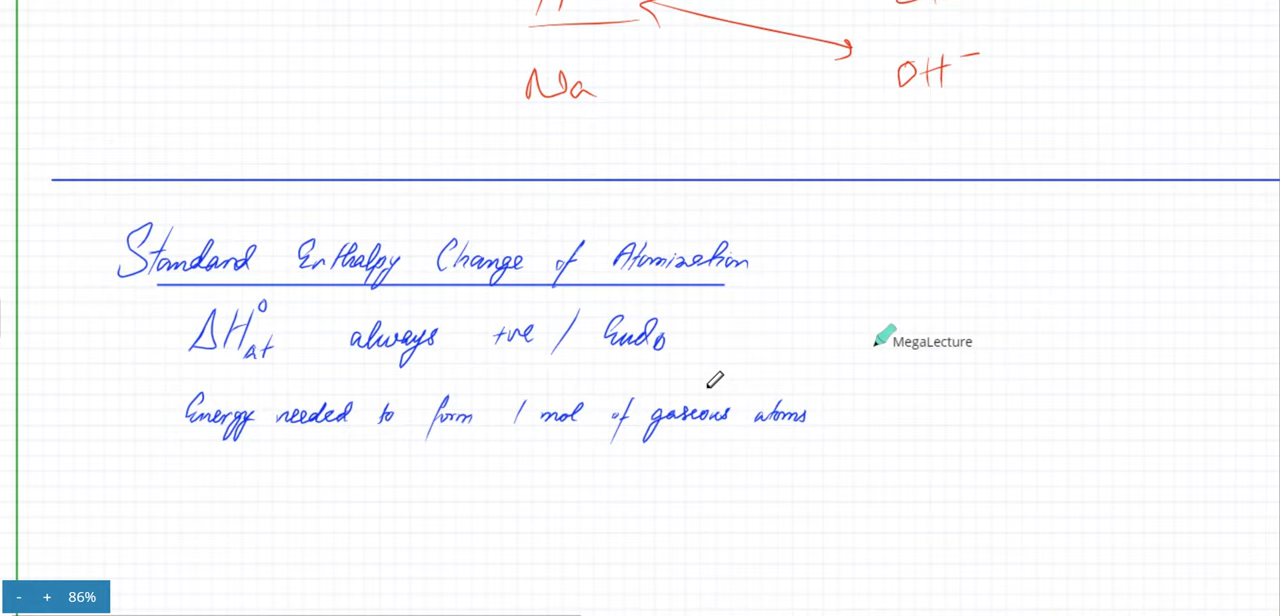 Na
OH⁻
Standard Enthalpy Change of Atomization
ΔH°at always +ve / Endo
MegaLecture
Energy needed to form 1 mol of gaseous atoms
- + 86%